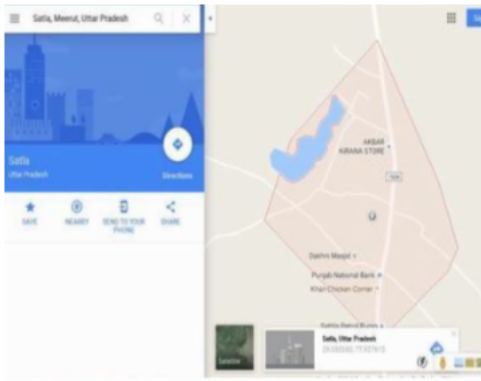 Satla, Meerut, Uttar Pradesh
Satla
Uttar Pradesh
Directions
SAVE
NEARBY
SEND TO YOUR
PHONE
SHARE
AKBAR
KIRANA STORE
Dakhni Masjid
Punjab National Bank
Khan Chicken Corner
Satla, Uttar Pradesh